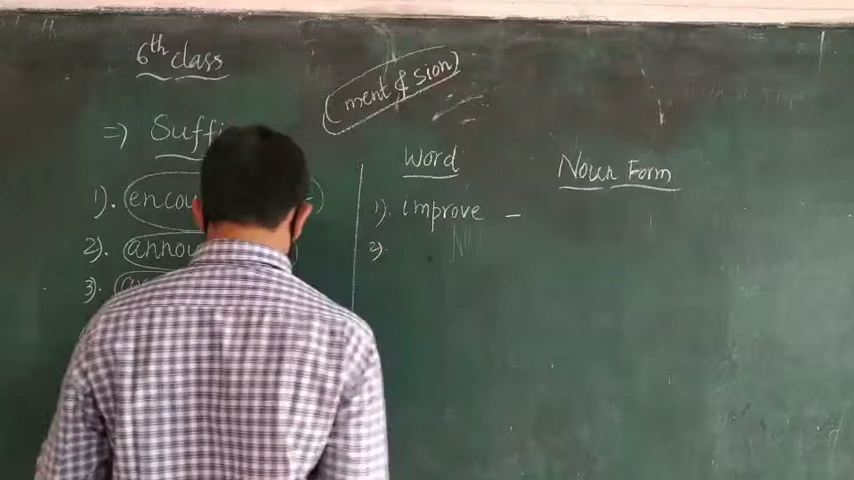 6th class
(ment & sion)
=> Suffi
1). encou
2). annou
3).
Word Noun Form
1). improve -
2).